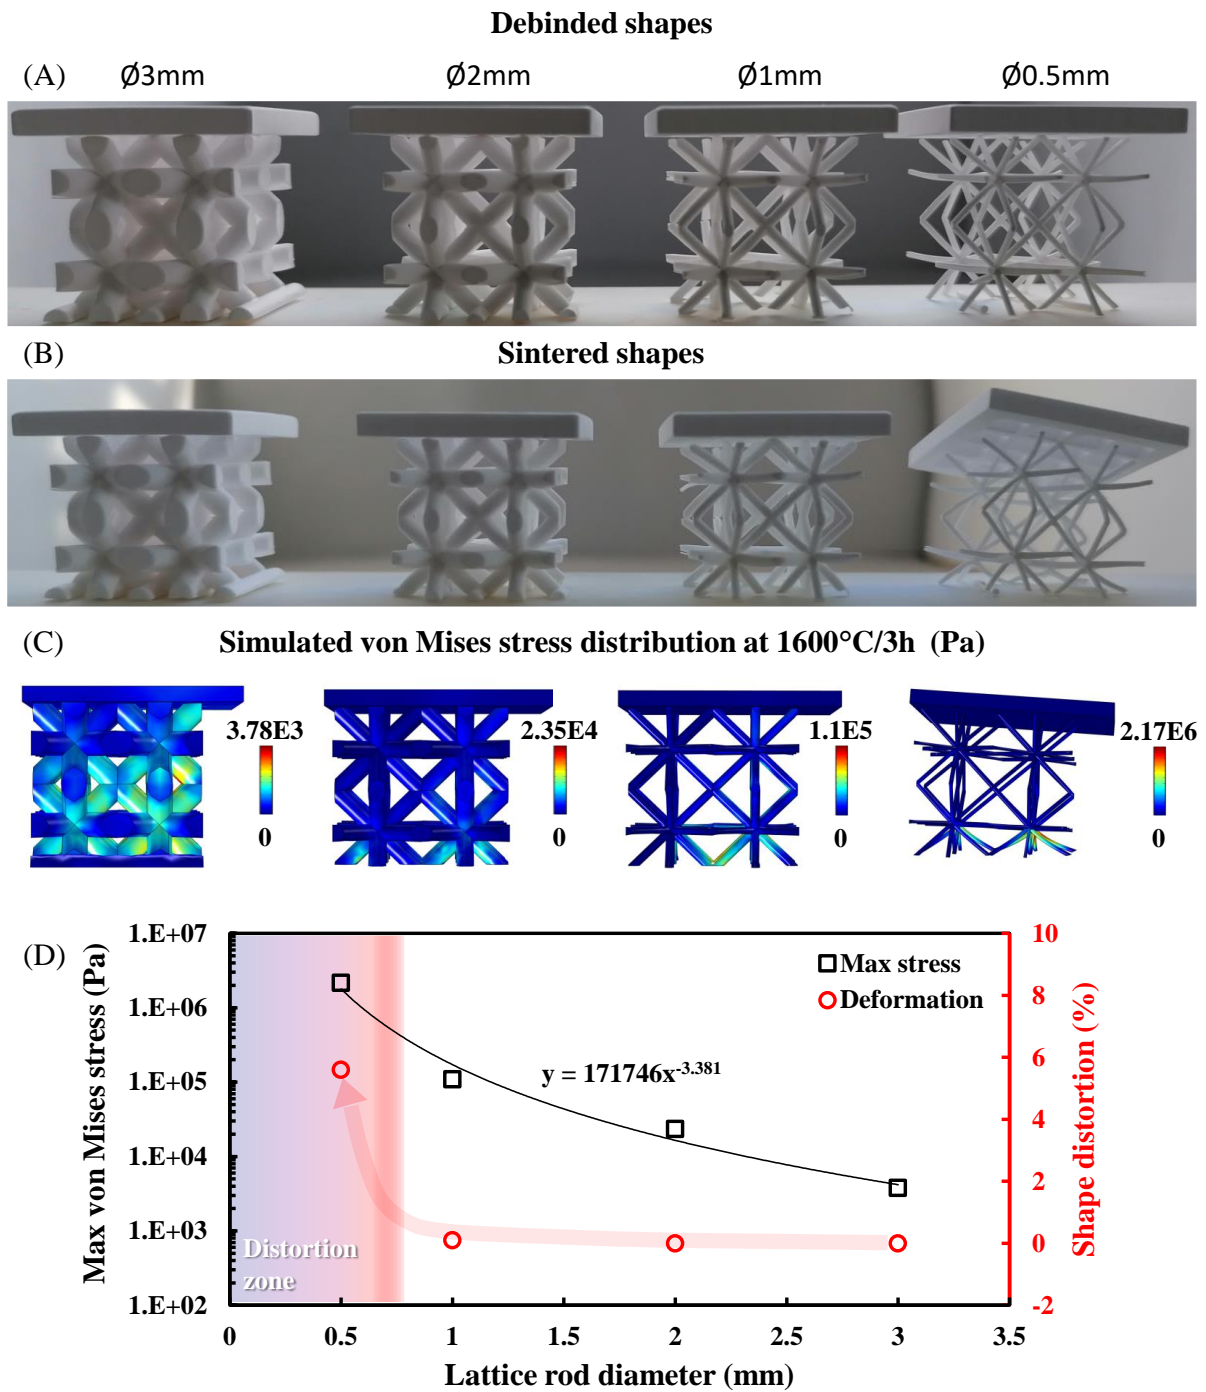 Debinded shapes
(A) Ø3mm Ø2mm Ø1mm Ø0.5mm
(B) Sintered shapes
(C) Simulated von Mises stress distribution at 1600°C/3h (Pa)
3.78E3 2.35E4 1.1E5 2.17E6
0 0 0 0
(D)
Max von Mises stress (Pa)
1.E+07
1.E+06
1.E+05
1.E+04
1.E+03
1.E+02
Max stress
Deformation
y = 171746x^-3.381
Distortion
zone
10
8
6
4
2
0
-2
Shape distortion (%)
0 0.5 1 1.5 2 2.5 3 3.5
Lattice rod diameter (mm)